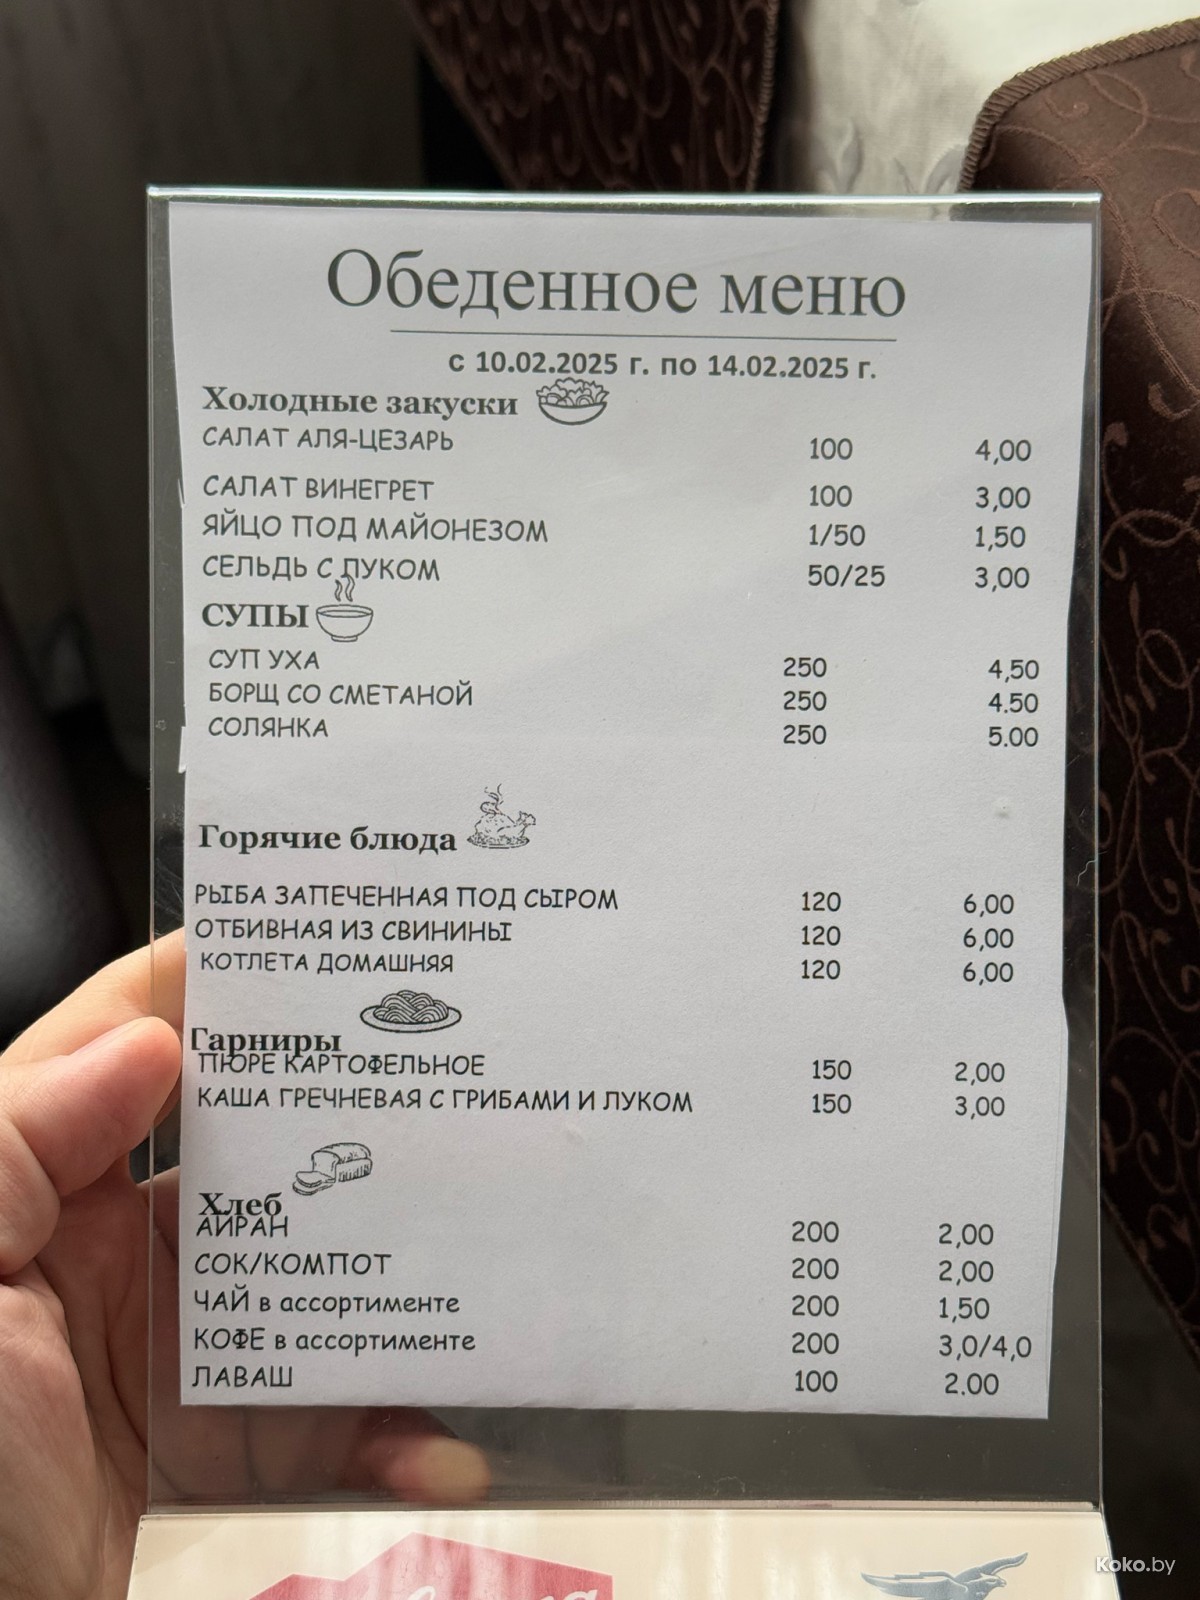 Обеденное меню
с 10.02.2025 г. по 14.02.2025 г.
Холодные закуски
САЛАТ АЛЯ-ЦЕЗАРЬ 100 4,00
САЛАТ ВИНЕГРЕТ 100 3,00
ЯЙЦО ПОД МАЙОНЕЗОМ 1/50 1,50
СЕЛЬДЬ С ЛУКОМ 50/25 3,00
СУПЫ
СУП УХА 250 4,50
БОРЩ СО СМЕТАНОЙ 250 4.50
СОЛЯНКА 250 5.00
Горячие блюда
РЫБА ЗАПЕЧЕННАЯ ПОД СЫРОМ 120 6,00
ОТБИВНАЯ ИЗ СВИНИНЫ 120 6,00
КОТЛЕТА ДОМАШНЯЯ 120 6,00
Гарниры
ПЮРЕ КАРТОФЕЛЬНОЕ 150 2,00
КАША ГРЕЧНЕВАЯ С ГРИБАМИ И ЛУКОМ 150 3,00
Хлеб
АЙРАН 200 2,00
СОК/КОМПОТ 200 2,00
ЧАЙ в ассортименте 200 1,50
КОФЕ в ассортименте 200 3,0/4,0
ЛАВАШ 100 2.00
Koko.by